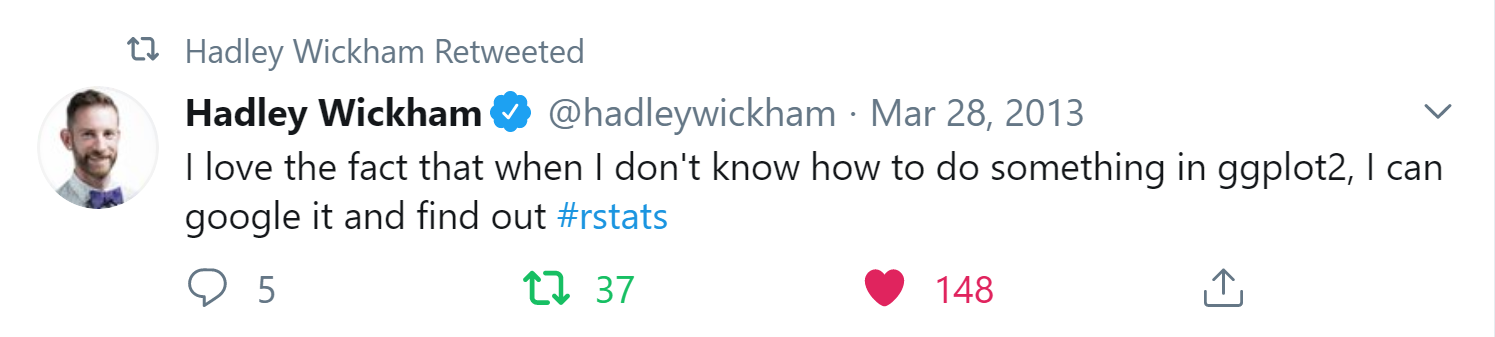 Hadley Wickham Retweeted
Hadley Wickham @hadleywickham · Mar 28, 2013
I love the fact that when I don't know how to do something in ggplot2, I can
google it and find out #rstats
5 37 148